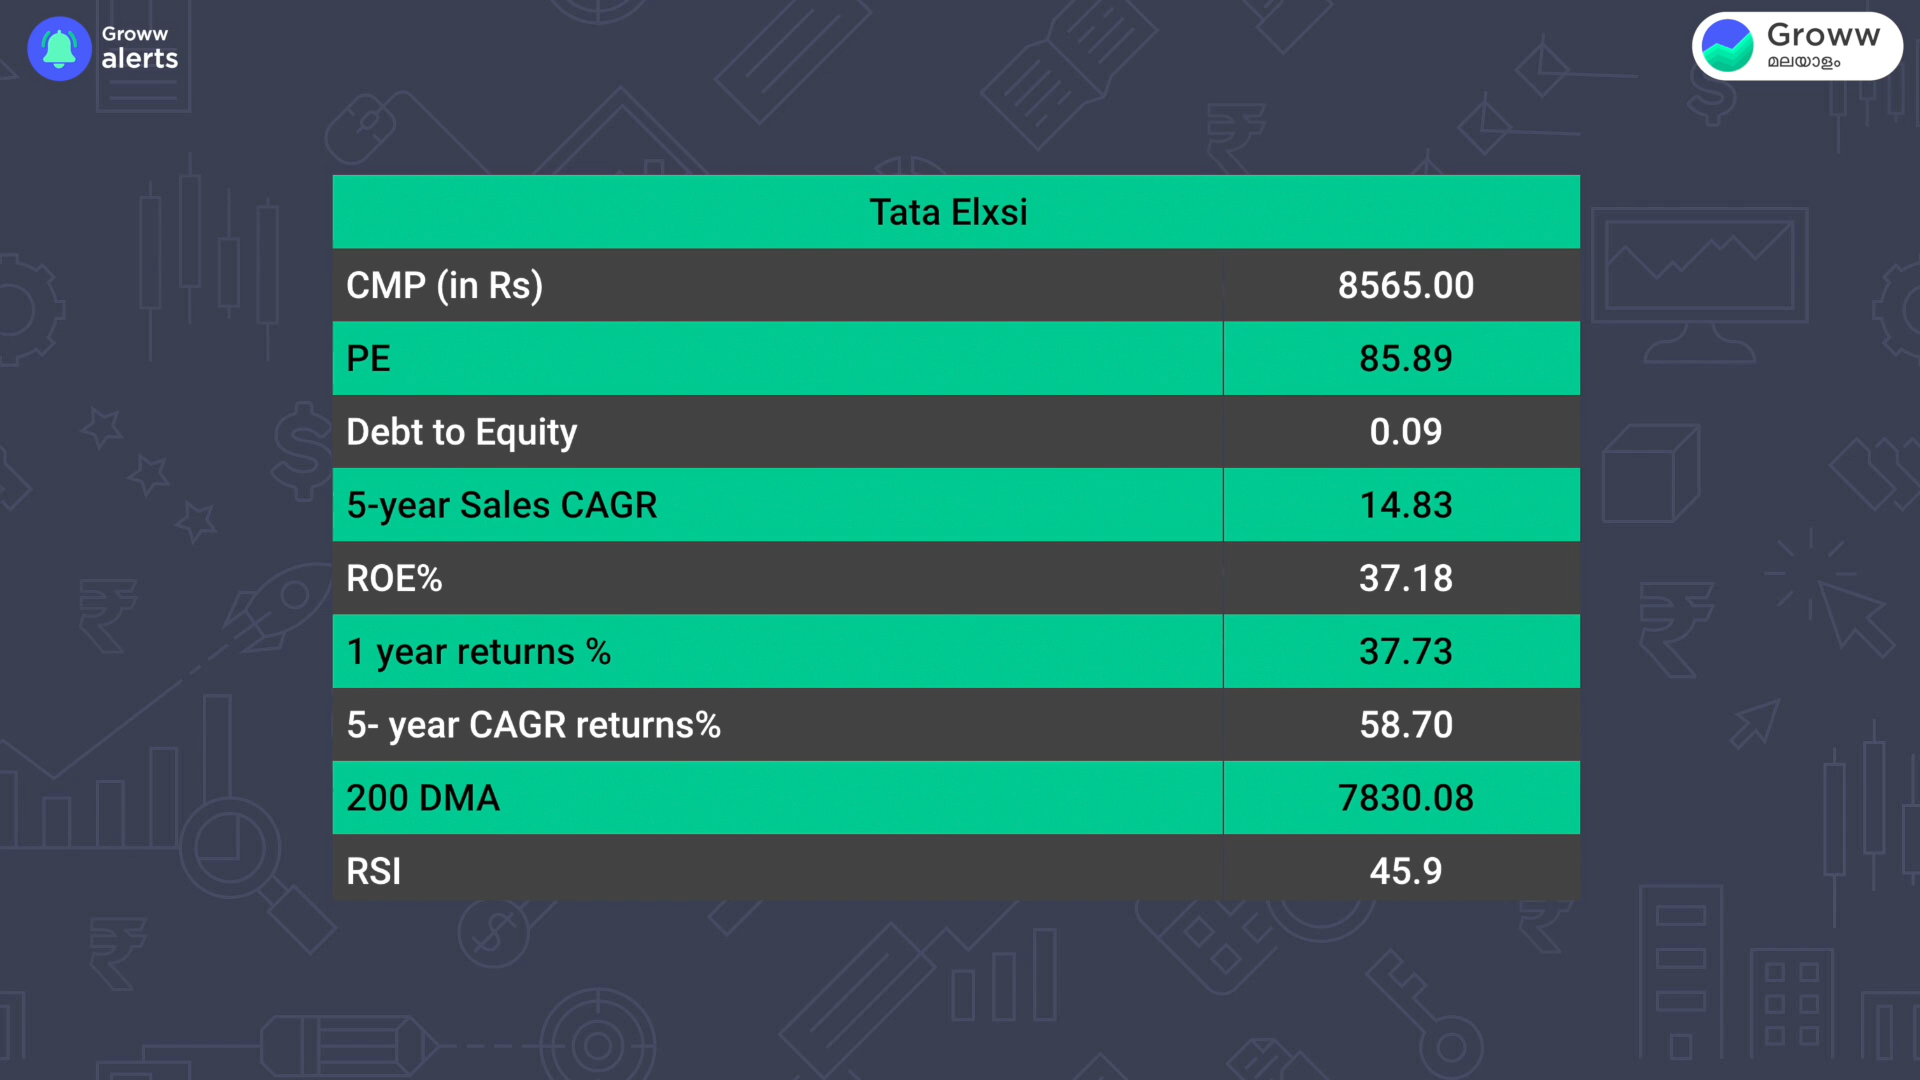 Groww
alerts
Groww
മലയാളം
Tata Elxsi
CMP (in Rs) 8565.00
PE 85.89
Debt to Equity 0.09
5-year Sales CAGR 14.83
ROE% 37.18
1 year returns % 37.73
5- year CAGR returns% 58.70
200 DMA 7830.08
RSI 45.9